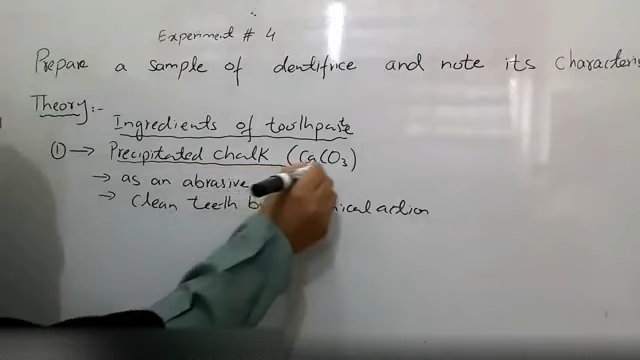 Experiment # 4
Prepare a sample of dentifrice and note its Characteris
Theory:-
Ingredients of toothpaste
① → Precipitated chalk (CaCO3)
→ as an abrasive
→ Clean teeth action